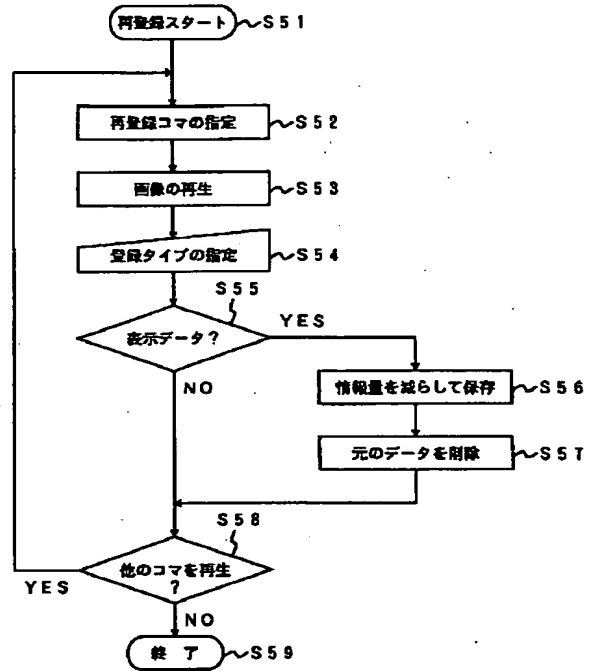 再登録スタート S51
再登録コマの指定 S52
画像の再生 S53
登録タイプの指定 S54
S55
表示データ? YES
NO
情報量を減らして保存 S56
元のデータを削除 S57
S58
他のコマを再生
?
YES
NO
終 了 S59